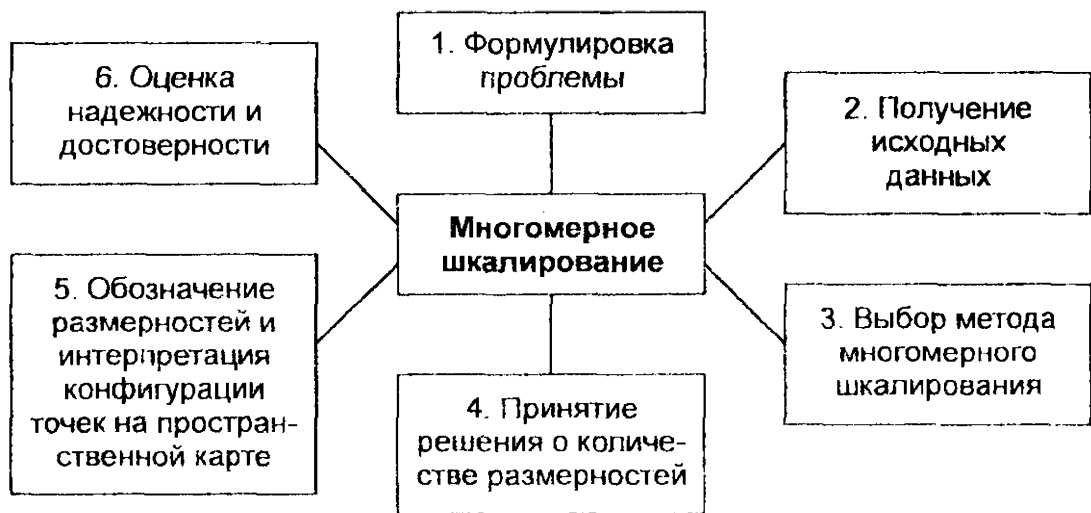 1. Формулировка
проблемы
2. Получение
исходных
данных
3. Выбор метода
многомерного
шкалирования
4. Принятие
решения о количе-
стве размерностей
5. Обозначение
размерностей и
интерпретация
конфигурации
точек на простран-
ственной карте
6. Оценка
надежности и
достоверности
Многомерное
шкалирование